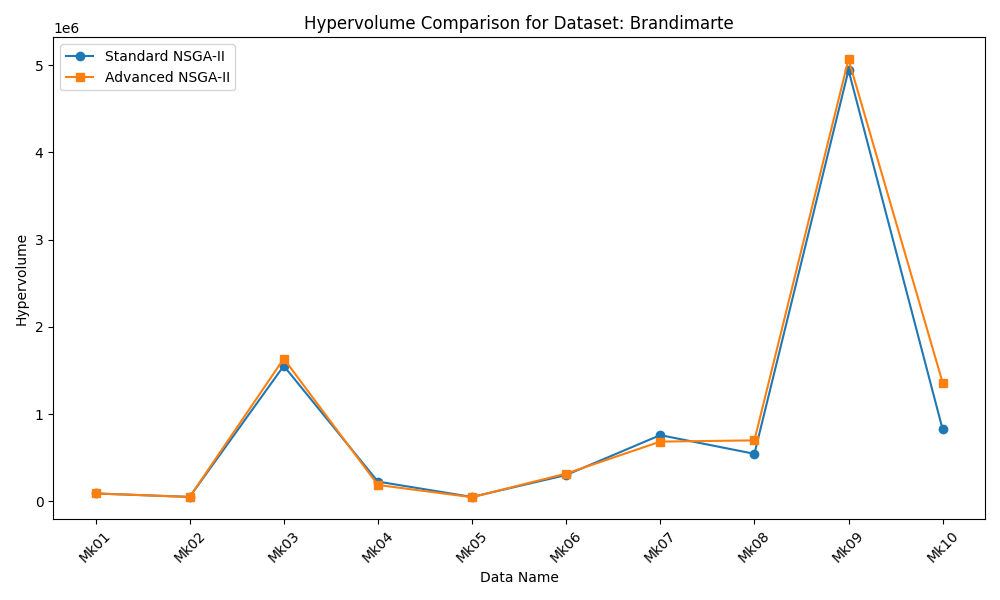 Hypervolume Comparison for Dataset: Brandimarte
1e6
Standard NSGA-II
Advanced NSGA-II
5
4
3
2
1
0
Hypervolume
Mk01 Mk02 Mk03 Mk04 Mk05 Mk06 Mk07 Mk08 Mk09 Mk10
Data Name